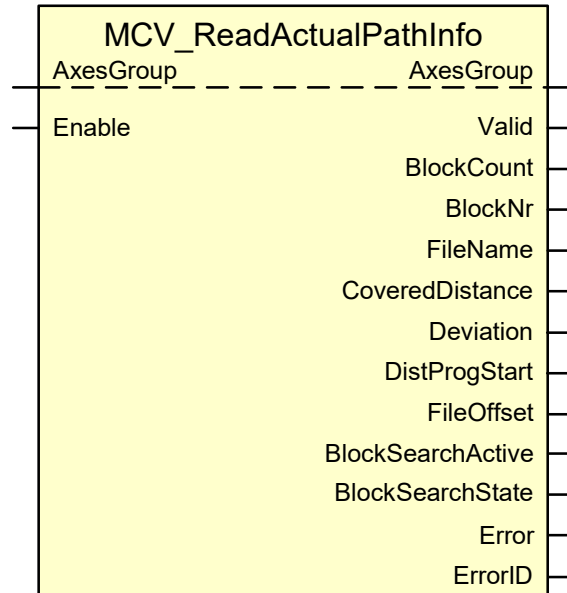 MCV_ReadActualPathInfo
AxesGroup AxesGroup
Enable Valid
BlockCount
BlockNr
FileName
CoveredDistance
Deviation
DistProgStart
FileOffset
BlockSearchActive
BlockSearchState
Error
ErrorID